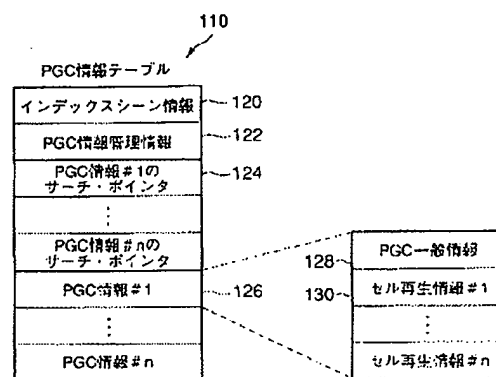 110
PGC情報テーブル
インデックスシーン情報
120
PGC情報管理情報
122
PGC情報#1の
サーチ・ポインタ
124
PGC情報#nの
サーチ・ポインタ
PGC情報#1
126
PGC情報#n
PGC一般情報
128
セル再生情報#1
130
セル再生情報#n